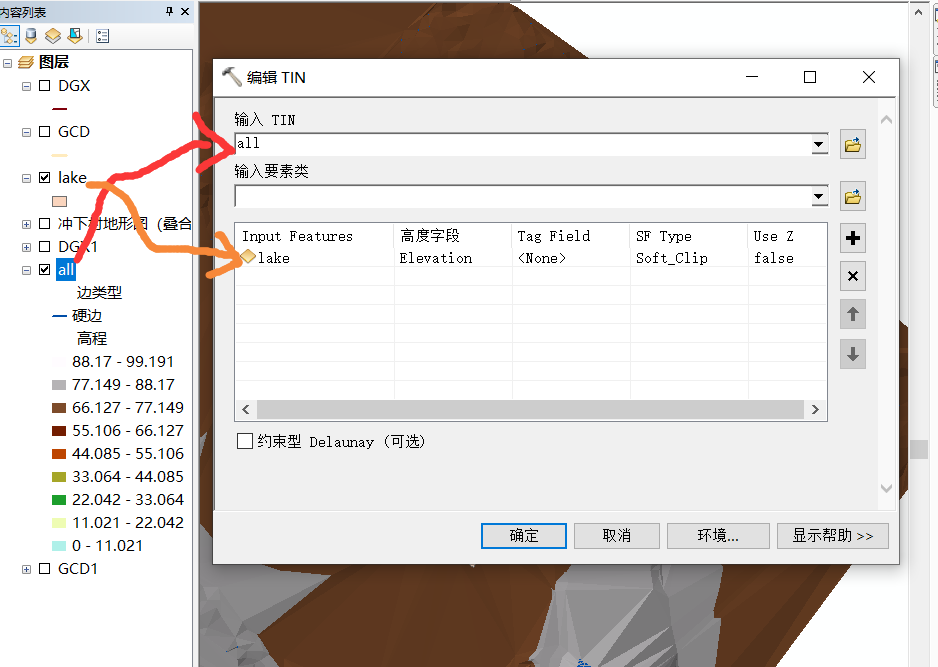 内容列表
图层
DGX
GCD
lake
冲下村地形图（叠合
DGX1
all
边类型
硬边
高程
88.17 - 99.191
77.149 - 88.17
66.127 - 77.149
55.106 - 66.127
44.085 - 55.106
33.064 - 44.085
22.042 - 33.064
11.021 - 22.042
0 - 11.021
GCD1
编辑 TIN
输入 TIN
all
输入要素类
Input Features 高度字段 Tag Field SF Type Use Z
lake Elevation <None> Soft_Clip false
约束型 Delaunay (可选)
确定 取消 环境... 显示帮助 >>